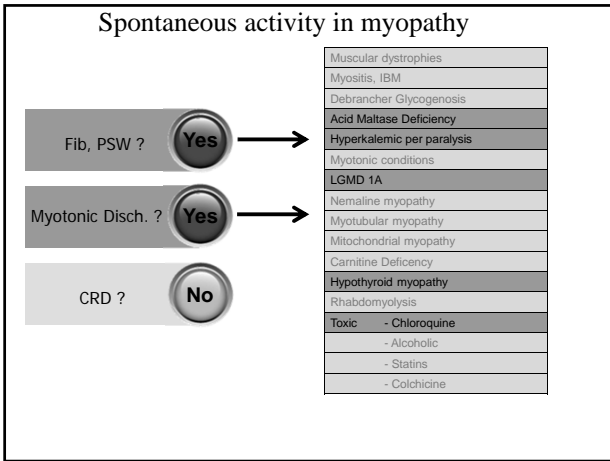 Spontaneous activity in myopathy
Fib, PSW ?
Yes
Myotonic Disch. ?
Yes
CRD ?
No
Muscular dystrophies
Myositis, IBM
Debrancher Glycogenosis
Acid Maltase Deficiency
Hyperkalemic per paralysis
Myotonic conditions
LGMD 1A
Nemaline myopathy
Myotubular myopathy
Mitochondrial myopathy
Carnitine Deficency
Hypothyroid myopathy
Rhabdomyolysis
Toxic - Chloroquine
- Alcoholic
- Statins
- Colchicine